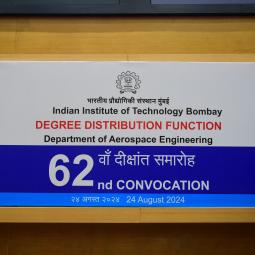 भारतीय प्रौद्योगिकी संस्थान मुंबई
Indian Institute of Technology Bombay
DEGREE DISTRIBUTION FUNCTION
Department of Aerospace Engineering
62 वाँ दीक्षांत समारोह
nd CONVOCATION
२४ अगस्त २०२४ 24 August 2024